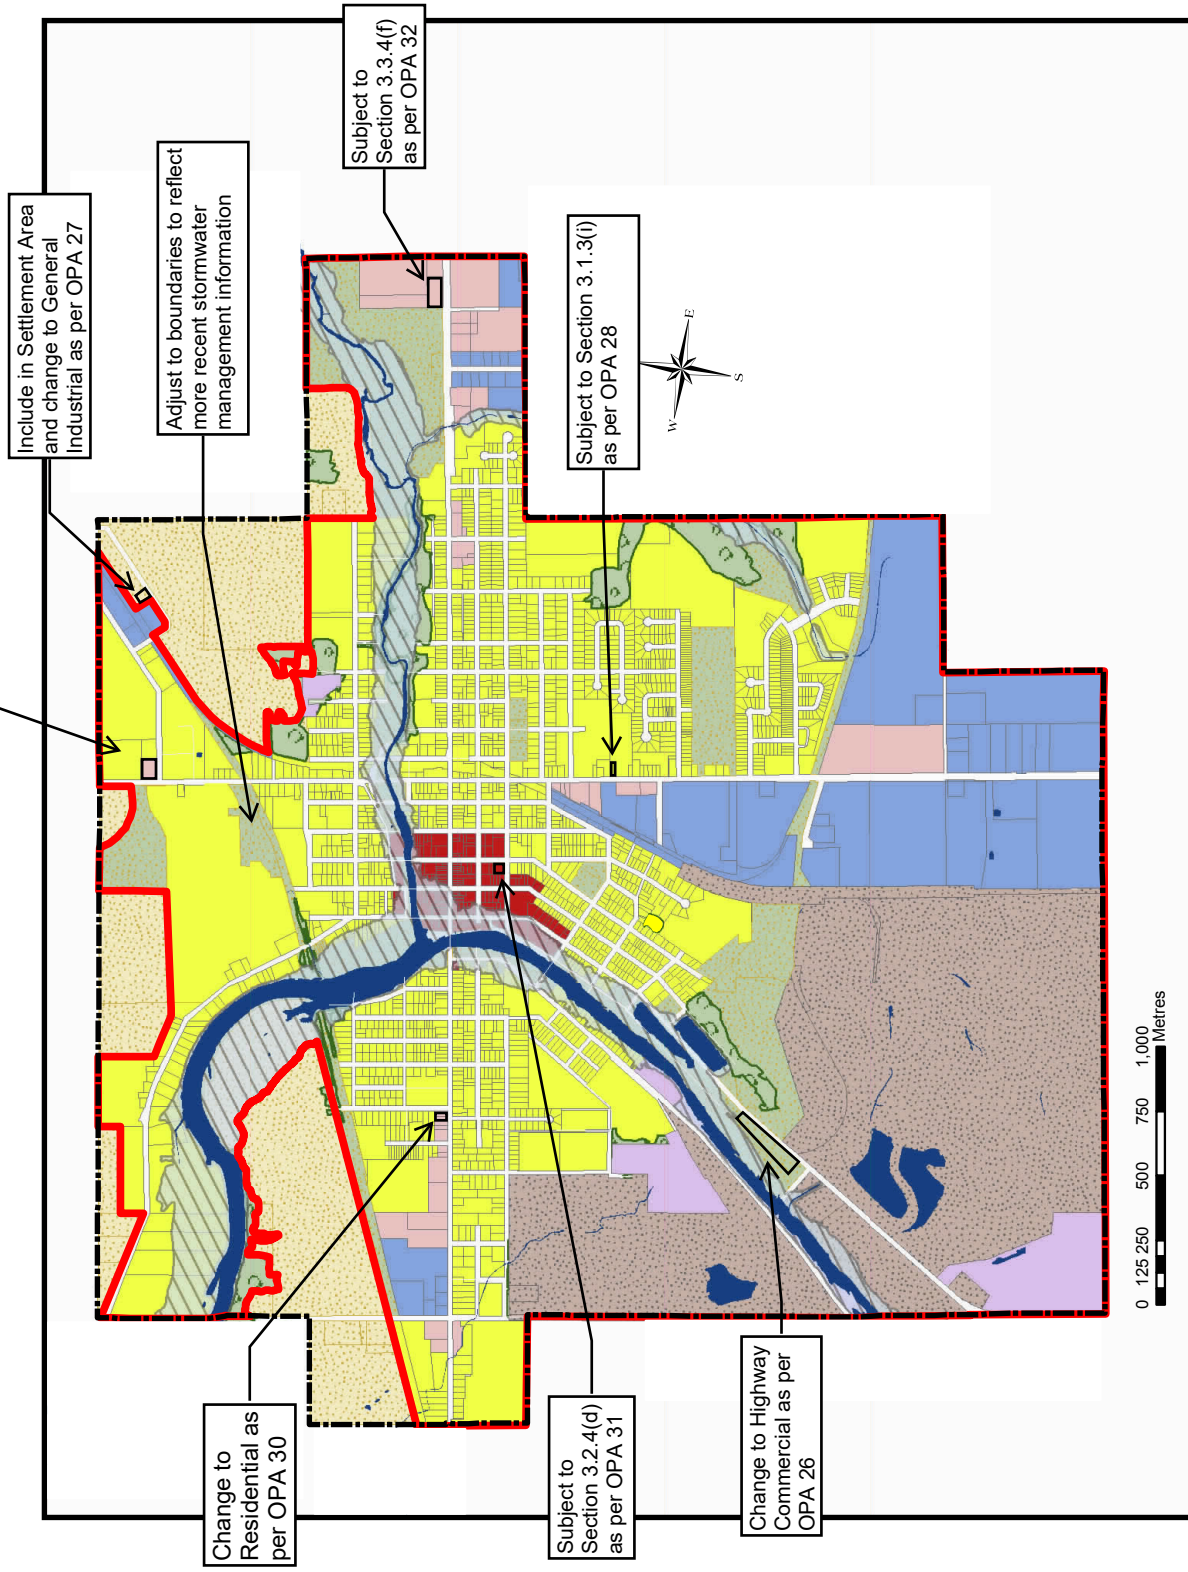 Include in Settlement Area
and change to General
Industrial as per OPA 27
Adjust to boundaries to reflect
more recent stormwater
management information
Subject to
Section 3.3.4(f)
as per OPA 32
Subject to Section 3.1.3(i)
as per OPA 28
W
E
S
Change to
Residential as
per OPA 30
Subject to
Section 3.2.4(d)
as per OPA 31
Change to Highway
Commercial as per
OPA 26
0 125 250 500 750 1,000
Metres